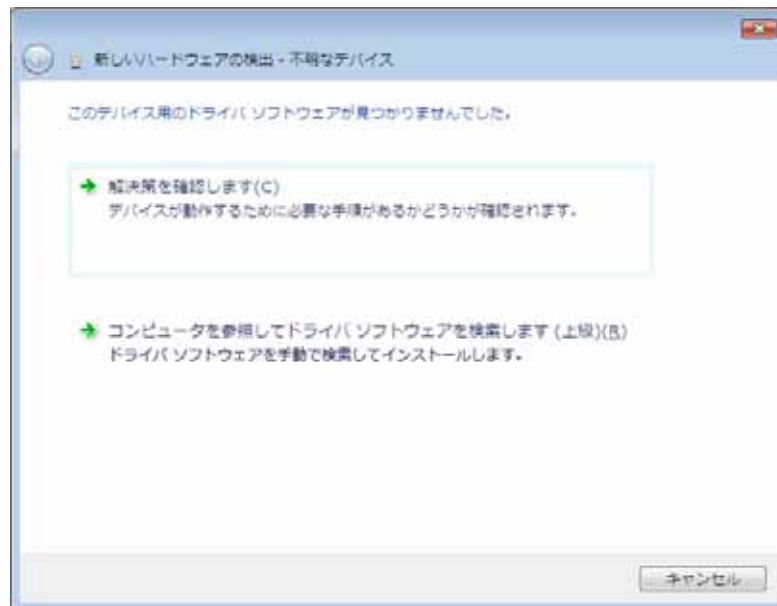 新しいハードウェアの検出 - 不明なデバイス
このデバイス用のドライバ ソフトウェアが見つかりませんでした。
解決策を確認します(C)
デバイスが動作するために必要な手順があるかどうかが確認されます。
コンピュータを参照してドライバ ソフトウェアを検索します (上級)(R)
ドライバ ソフトウェアを手動で検索してインストールします。
キャンセル